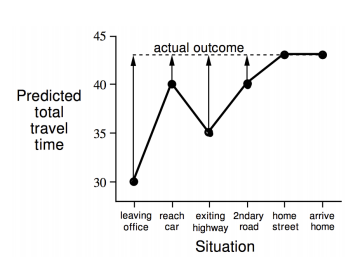 45
actual outcome
Predicted
total
travel
time
40
35
30
leaving
office
reach
car
exiting
highway
2ndary
road
home
street
arrive
home
Situation